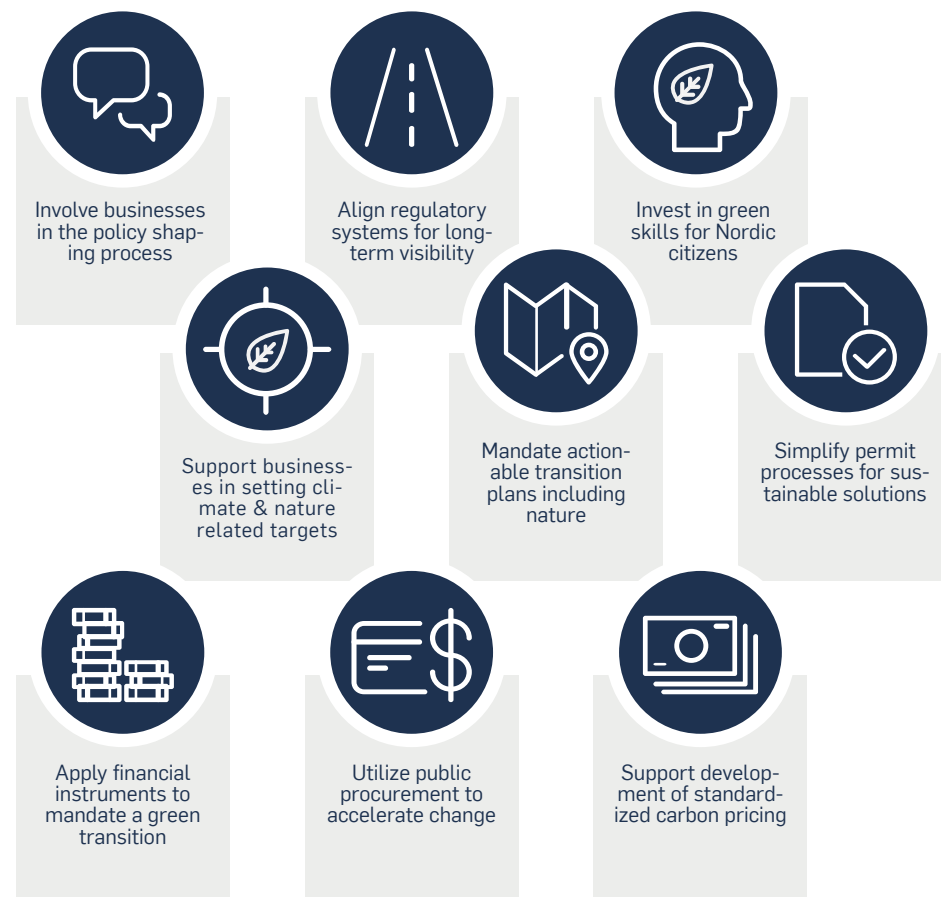 Involve businesses
in the policy shap-
ing process
Align regulatory
systems for long-
term visibility
Invest in green
skills for Nordic
citizens
Support business-
es in setting cli-
mate & nature
related targets
Mandate action-
able transition
plans including
nature
Simplify permit
processes for sus-
tainable solutions
Apply financial
instruments to
mandate a green
transition
Utilize public
procurement to
accelerate change
Support develop-
ment of standard-
ized carbon pricing